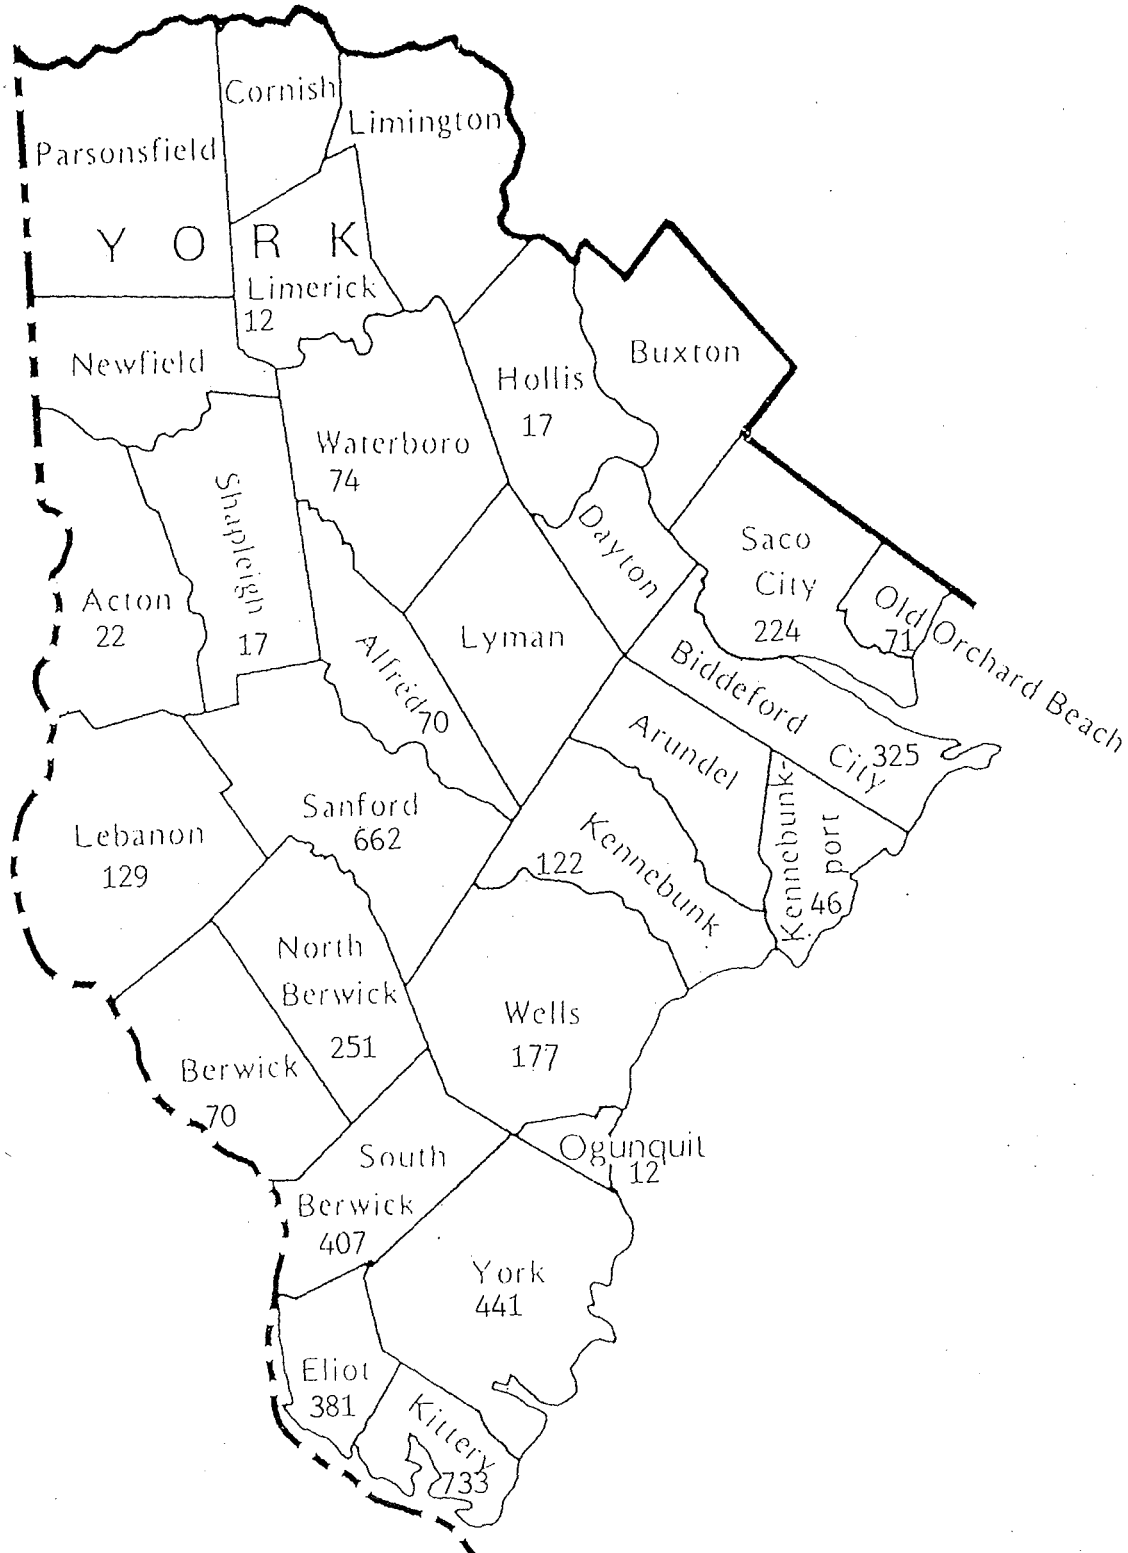 Cornish
Limington
Parsonsfield
YORK
Limerick
12
Newfield
Buxton
Hollis
17
Waterboro
74
Shapleigh
17
Dayton
Saco
City
224
Old Orchard Beach
71
Acton
22
Lyman
Alfred
70
Biddeford
City
325
Arundel
Kennebunk-
port
46
Sanford
662
Lebanon
129
Kennebunk
122
North
Berwick
251
Wells
177
Berwick
70
Ogunquit
12
South
Berwick
407
York
441
Eliot
381
Kittery
733